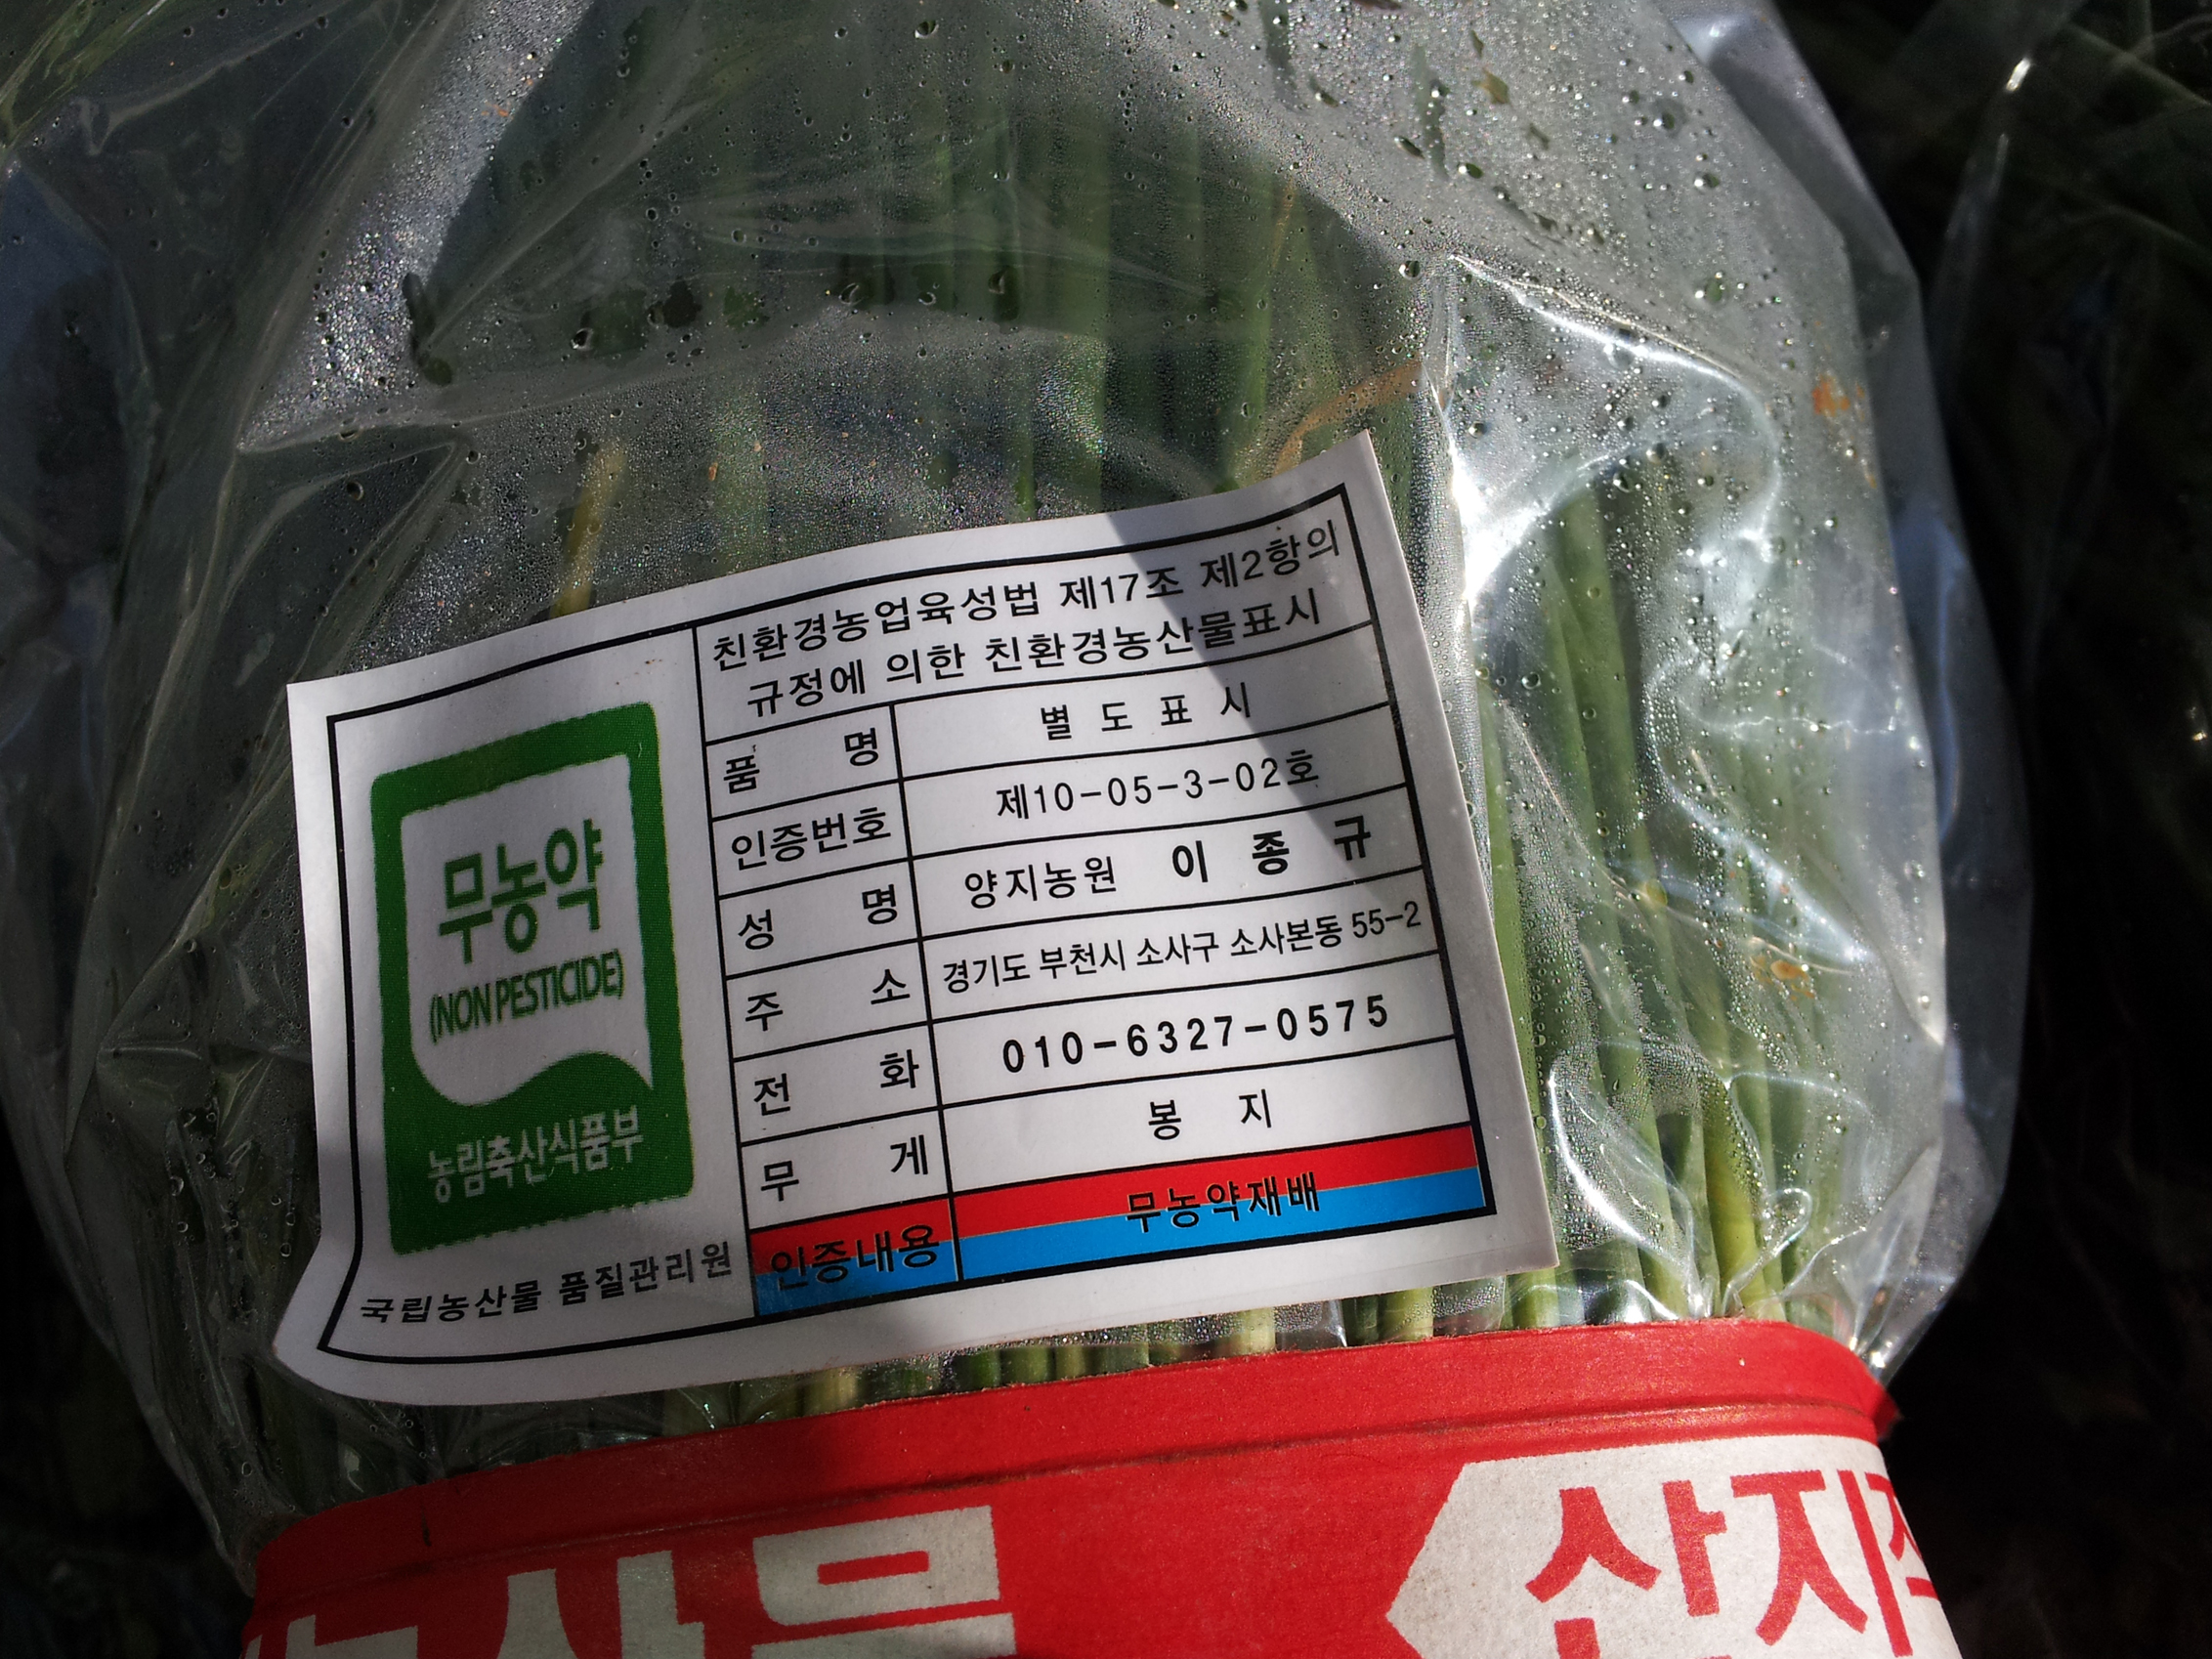 친환경농업육성법 제17조 제2항의
규정에 의한 친환경농산물표시
품 명 별 도 표 시
인증번호 제10-05-3-02호
성 명 양지농원 이 종 규
주 소 경기도 부천시 소사구 소사본동 55-2
전 화 010-6327-0575
무 게 봉 지
인증내용 무농약재배
무농약
(NON PESTICIDE)
농림축산식품부
국립농산물 품질관리원